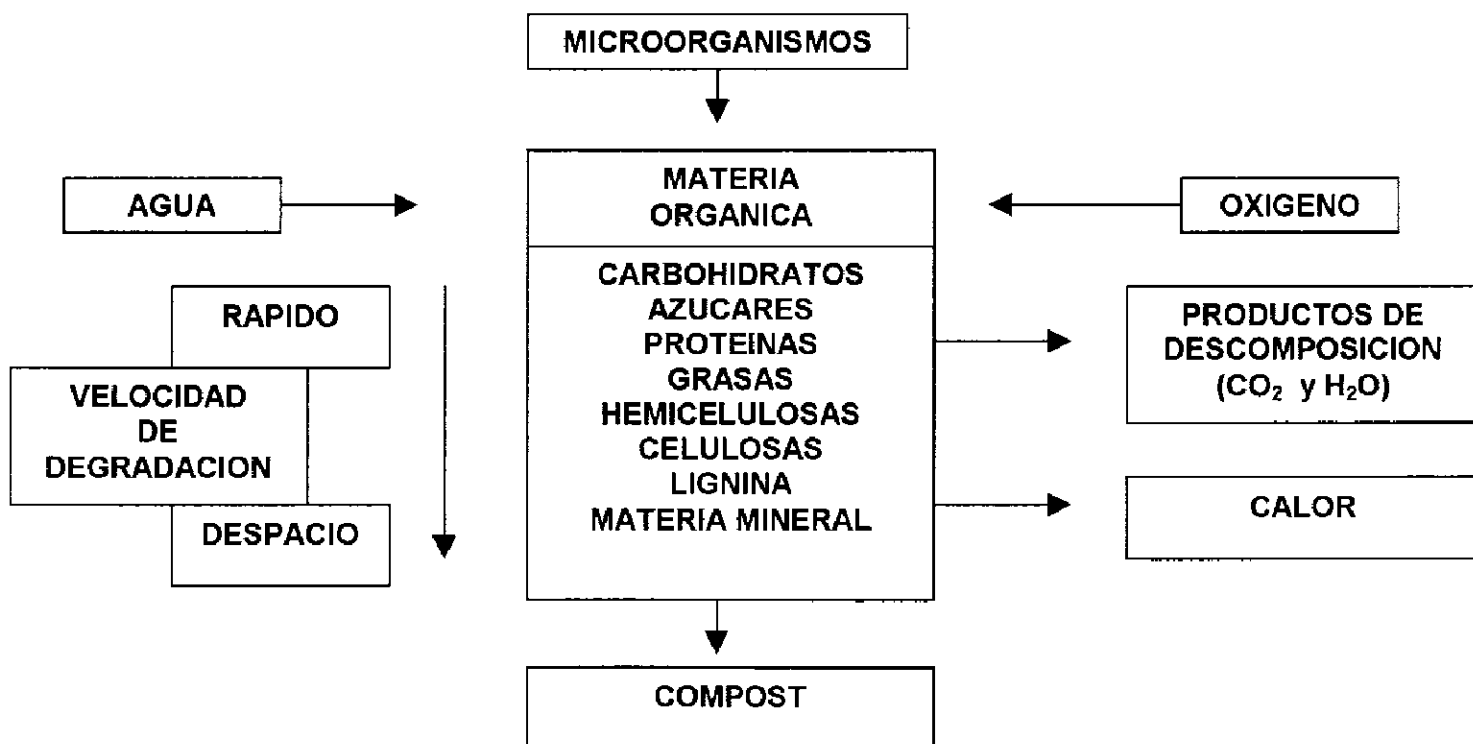 MICROORGANISMOS
AGUA
MATERIA
ORGANICA
OXIGENO
RAPIDO
VELOCIDAD
DE
DEGRADACION
DESPACIO
CARBOHIDRATOS
AZUCARES
PROTEINAS
GRASAS
HEMICELULOSAS
CELULOSAS
LIGNINA
MATERIA MINERAL
PRODUCTOS DE
DESCOMPOSICION
(CO₂ y H₂O)
CALOR
COMPOST